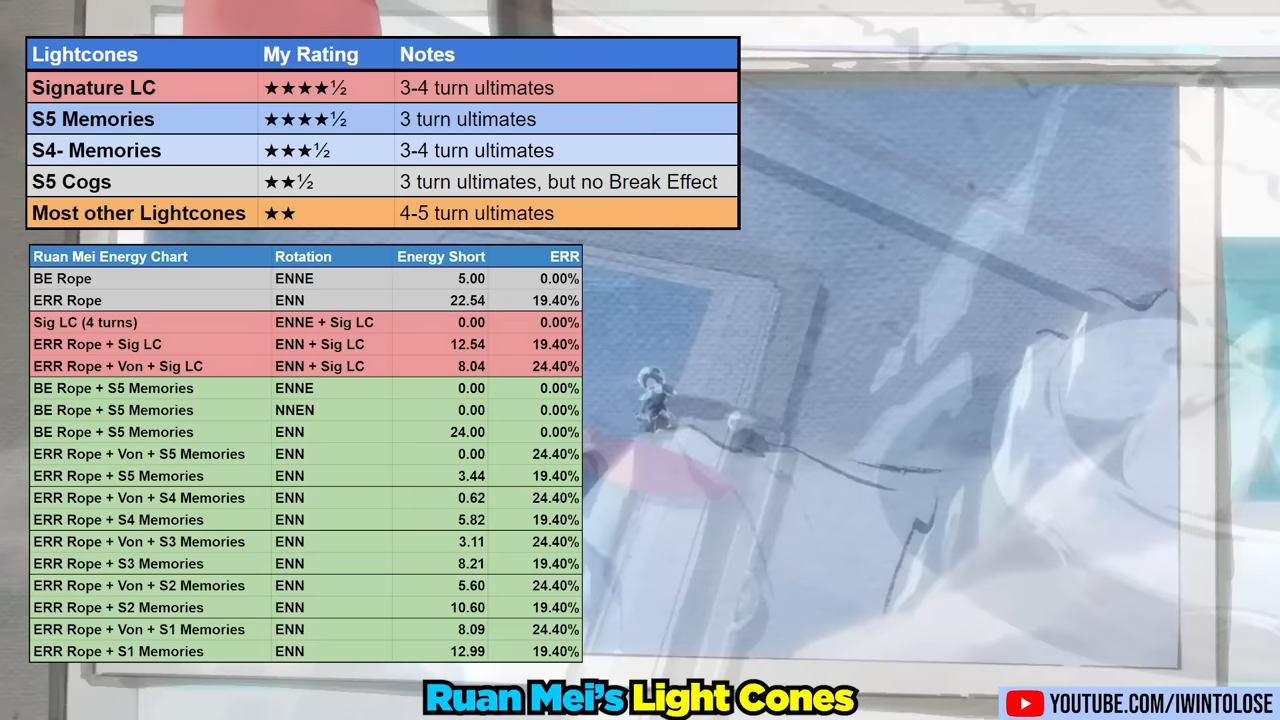 Lightcones My Rating Notes
Signature LC ★★★★½ 3-4 turn ultimates
S5 Memories ★★★★½ 3 turn ultimates
S4- Memories ★★★½ 3-4 turn ultimates
S5 Cogs ★★½ 3 turn ultimates, but no Break Effect
Most other Lightcones ★★ 4-5 turn ultimates
Ruan Mei Energy Chart Rotation Energy Short ERR
BE Rope ENNE 5.00 0.00%
ERR Rope ENN 22.54 19.40%
Sig LC (4 turns) ENNE + Sig LC 0.00 0.00%
ERR Rope + Sig LC ENN + Sig LC 12.54 19.40%
ERR Rope + Von + Sig LC ENN + Sig LC 8.04 24.40%
BE Rope + S5 Memories ENNE 0.00 0.00%
BE Rope + S5 Memories NNEN 0.00 0.00%
BE Rope + S5 Memories ENN 24.00 0.00%
ERR Rope + Von + S5 Memories ENN 0.00 24.40%
ERR Rope + S5 Memories ENN 3.44 19.40%
ERR Rope + Von + S4 Memories ENN 0.62 24.40%
ERR Rope + S4 Memories ENN 5.82 19.40%
ERR Rope + Von + S3 Memories ENN 3.11 24.40%
ERR Rope + S3 Memories ENN 8.21 19.40%
ERR Rope + Von + S2 Memories ENN 5.60 24.40%
ERR Rope + S2 Memories ENN 10.60 19.40%
ERR Rope + Von + S1 Memories ENN 8.09 24.40%
ERR Rope + S1 Memories ENN 12.99 19.40%
Ruan Mei's Light Cones
YOUTUBE.COM/IWINTOLOSE